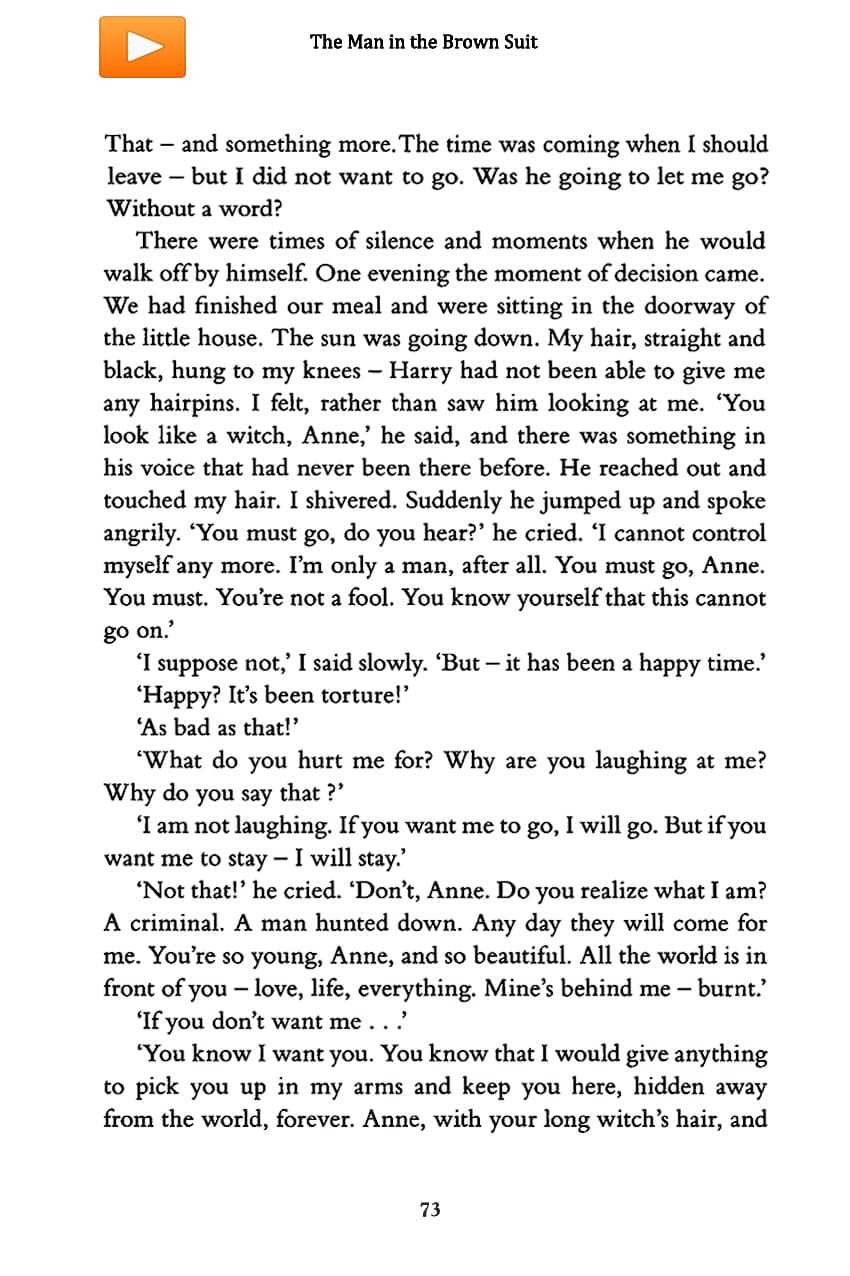 The Man in the Brown Suit
That – and something more. The time was coming when I should
leave – but I did not want to go. Was he going to let me go?
Without a word?
There were times of silence and moments when he would
walk off by himself. One evening the moment of decision came.
We had finished our meal and were sitting in the doorway of
the little house. The sun was going down. My hair, straight and
black, hung to my knees – Harry had not been able to give me
any hairpins. I felt, rather than saw him looking at me. ‘You
look like a witch, Anne,’ he said, and there was something in
his voice that had never been there before. He reached out and
touched my hair. I shivered. Suddenly he jumped up and spoke
angrily. ‘You must go, do you hear?’ he cried. ‘I cannot control
myself any more. I’m only a man, after all. You must go, Anne.
You must. You’re not a fool. You know yourself that this cannot
go on.’
‘I suppose not,’ I said slowly. ‘But – it has been a happy time.’
‘Happy? It’s been torture!’
‘As bad as that!’
‘What do you hurt me for? Why are you laughing at me?
Why do you say that ?’
‘I am not laughing. If you want me to go, I will go. But if you
want me to stay – I will stay.’
‘Not that!’ he cried. ‘Don’t, Anne. Do you realize what I am?
A criminal. A man hunted down. Any day they will come for
me. You’re so young, Anne, and so beautiful. All the world is in
front of you – love, life, everything. Mine’s behind me – burnt.’
‘If you don’t want me . . .’
‘You know I want you. You know that I would give anything
to pick you up in my arms and keep you here, hidden away
from the world, forever. Anne, with your long witch’s hair, and
73